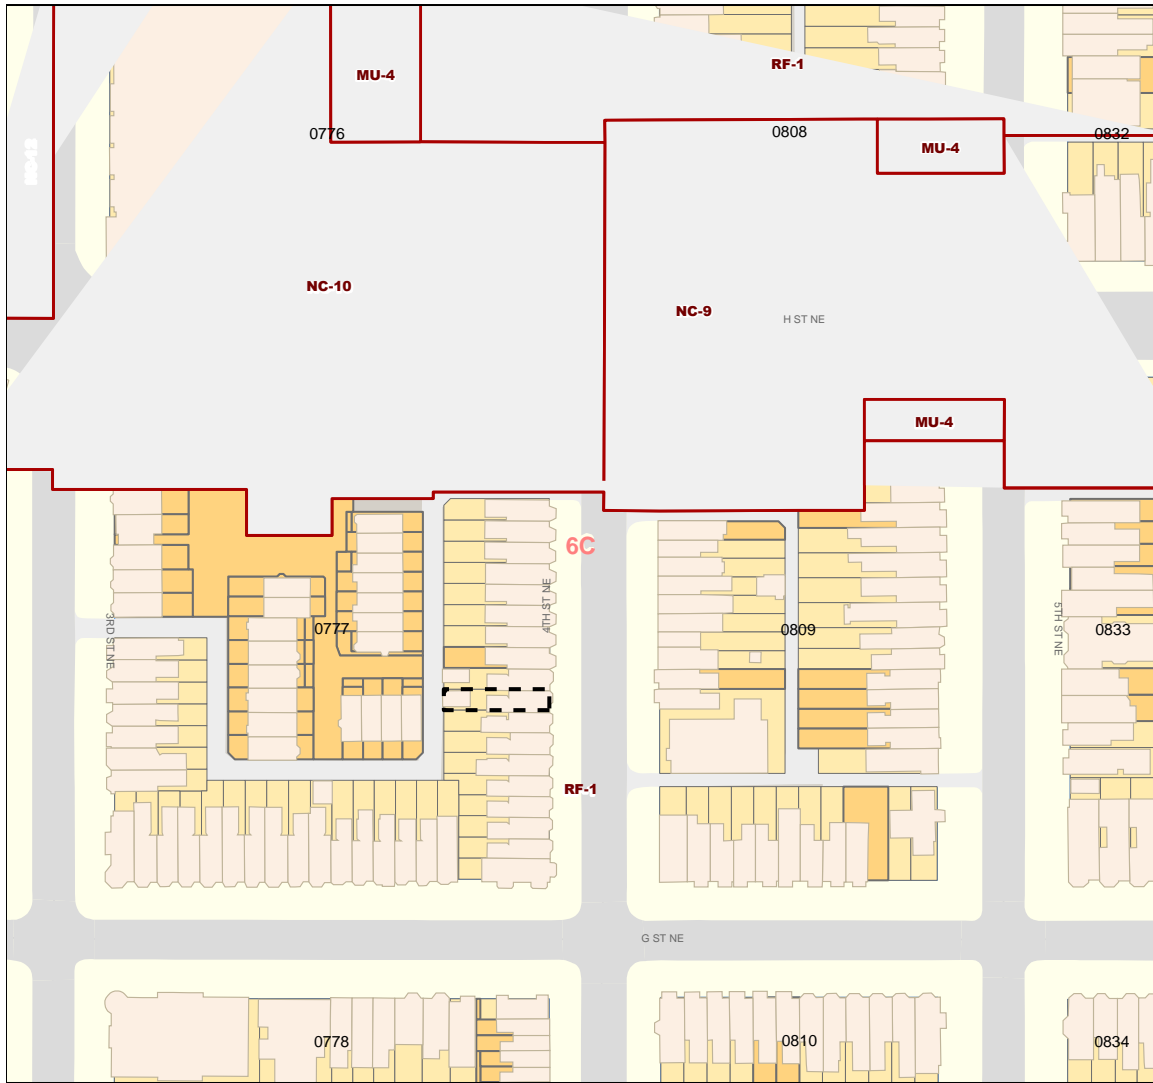 RF-1
MU-4
0776
0808
0832
MU-4
NC-10
NC-9
H ST NE
MU-4
6C
4TH ST NE
3RD ST NE
0777
0809
5TH ST NE
0833
RF-1
G ST NE
0778
0810
0834